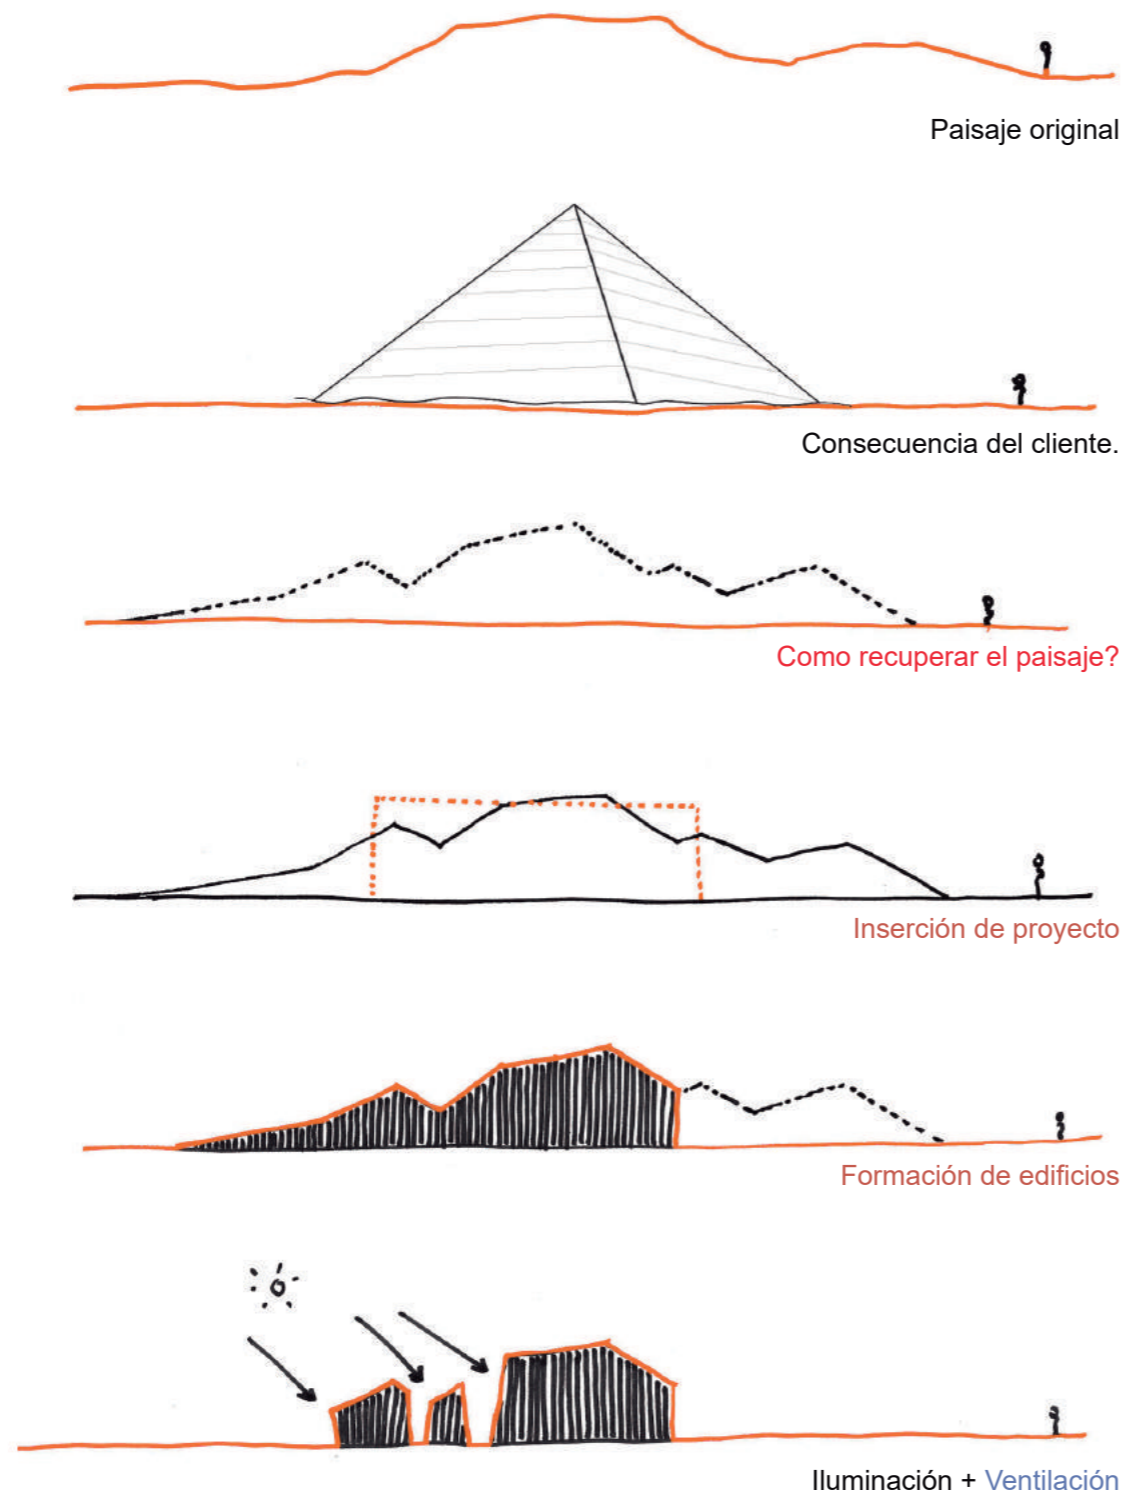 Paisaje original
Consecuencia del cliente.
Como recuperar el paisaje?
Inserción de proyecto
Formación de edificios
Iluminación + Ventilación